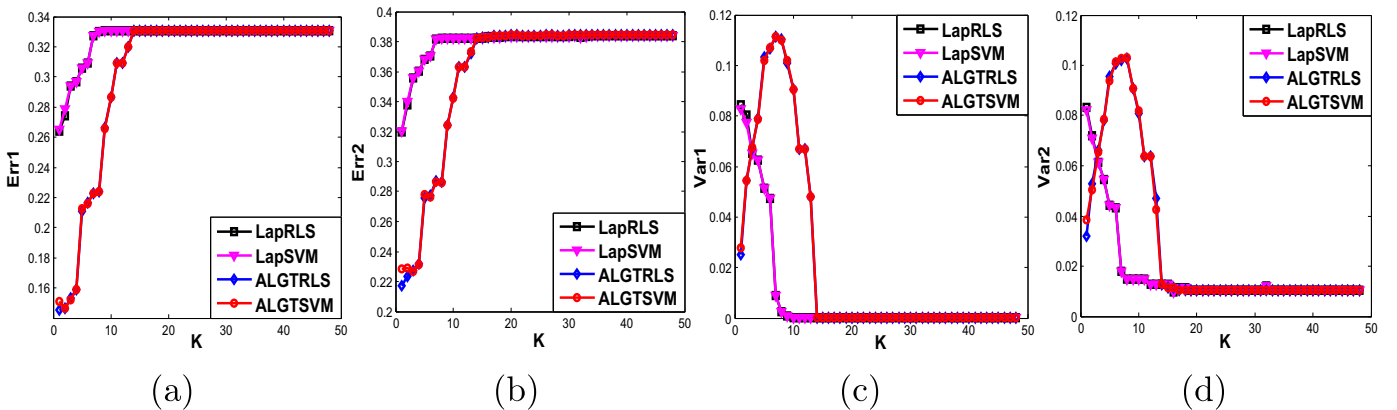 0.34
0.32
0.3
0.28
0.26
0.24
0.22
0.2
0.18
0.16
Err1
0 10 20 30 40 50
K
LapRLS
LapSVM
ALGTRLS
ALGTSVM
(a)
0.4
0.38
0.36
0.34
0.32
0.3
0.28
0.26
0.24
0.22
0.2
Err2
0 10 20 30 40 50
K
LapRLS
LapSVM
ALGTRLS
ALGTSVM
(b)
0.12
0.1
0.08
0.06
0.04
0.02
0
Var1
0 10 20 30 40 50
K
LapRLS
LapSVM
ALGTRLS
ALGTSVM
(c)
0.12
0.1
0.08
0.06
0.04
0.02
0
Var2
0 10 20 30 40 50
K
LapRLS
LapSVM
ALGTRLS
ALGTSVM
(d)